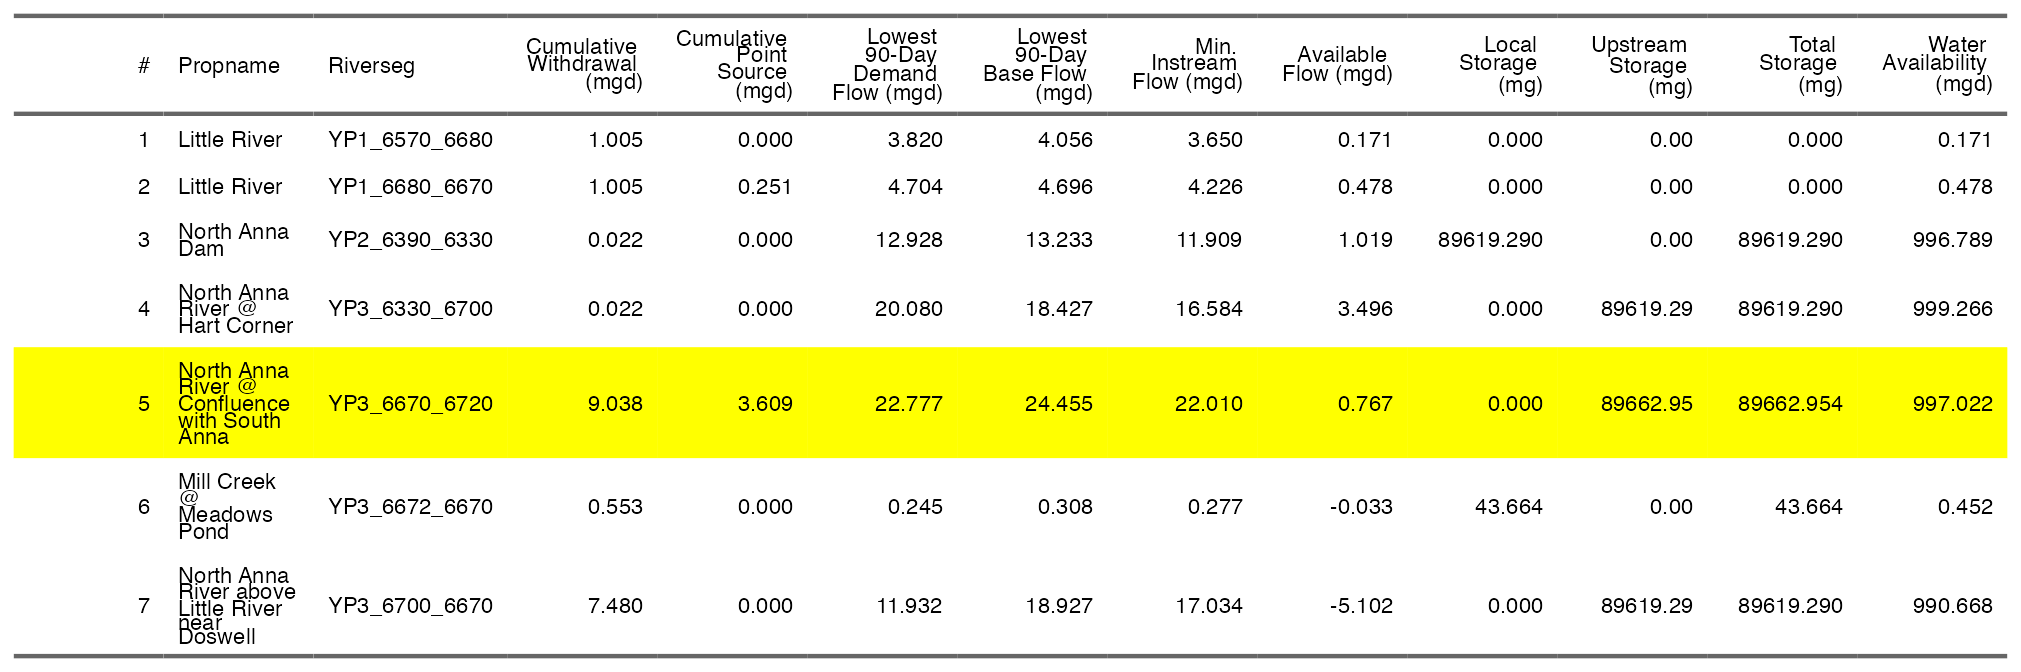 # Propname Riverseg Cumulative Withdrawal (mgd) Cumulative Point Source (mgd) Lowest 90-Day Demand Flow (mgd) Lowest 90-Day Base Flow (mgd) Min. Instream Flow (mgd) Available Flow (mgd) Local Storage (mg) Upstream Storage (mg) Total Storage (mg) Water Availability (mgd)
1 Little River YP1_6570_6680 1.005 0.000 3.820 4.056 3.650 0.171 0.000 0.00 0.000 0.171
2 Little River YP1_6680_6670 1.005 0.251 4.704 4.696 4.226 0.478 0.000 0.00 0.000 0.478
3 North Anna Dam YP2_6390_6330 0.022 0.000 12.928 13.233 11.909 1.019 89619.290 0.00 89619.290 996.789
4 North Anna River @ Hart Corner YP3_6330_6700 0.022 0.000 20.080 18.427 16.584 3.496 0.000 89619.29 89619.290 999.266
5 North Anna River @ Confluence with South Anna YP3_6670_6720 9.038 3.609 22.777 24.455 22.010 0.767 0.000 89662.95 89662.954 997.022
6 Mill Creek @ Meadows Pond YP3_6672_6670 0.553 0.000 0.245 0.308 0.277 -0.033 43.664 0.00 43.664 0.452
7 North Anna River above Little River near Doswell YP3_6700_6670 7.480 0.000 11.932 18.927 17.034 -5.102 0.000 89619.29 89619.290 990.668